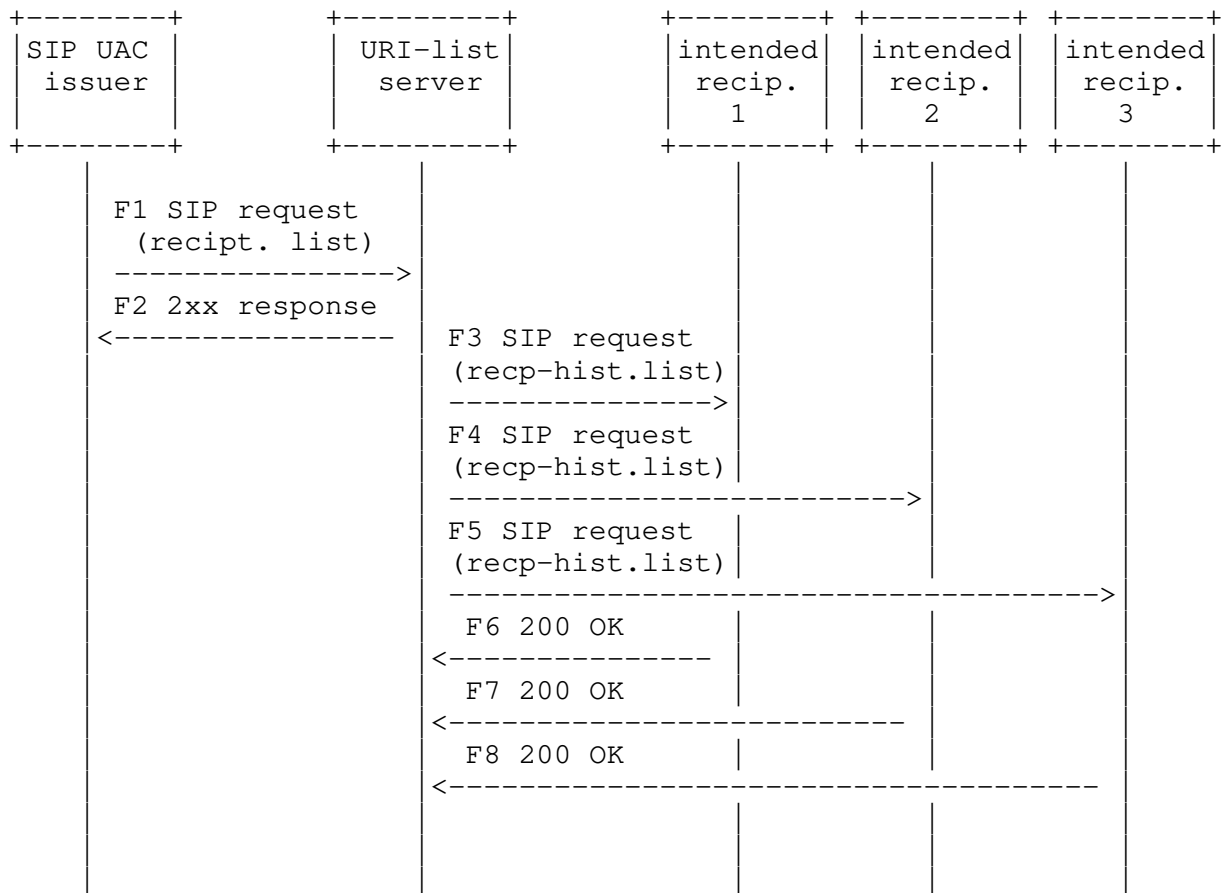 SIP UAC issuer
URI-list server
intended recip. 1
intended recip. 2
intended recip. 3
F1 SIP request
(recipt. list)
F2 2xx response
F3 SIP request
(recp-hist.list)
F4 SIP request
(recp-hist.list)
F5 SIP request
(recp-hist.list)
F6 200 OK
F7 200 OK
F8 200 OK